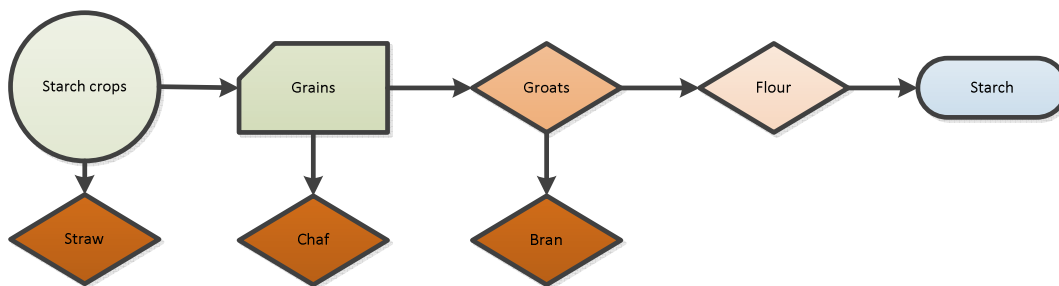 Starch crops
Grains
Groats
Flour
Starch
Straw
Chaf
Bran